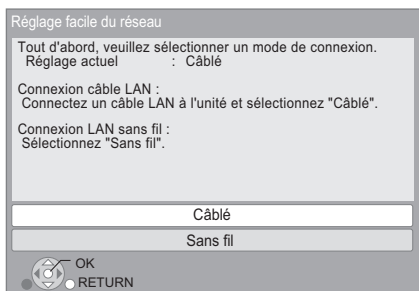 Réglage facile du réseau
Tout d'abord, veuillez sélectionner un mode de connexion.
Réglage actuel : Câblé
Connexion câble LAN :
Connectez un câble LAN à l'unité et sélectionnez "Câblé".
Connexion LAN sans fil :
Sélectionnez "Sans fil".
Câblé
Sans fil
OK
RETURN